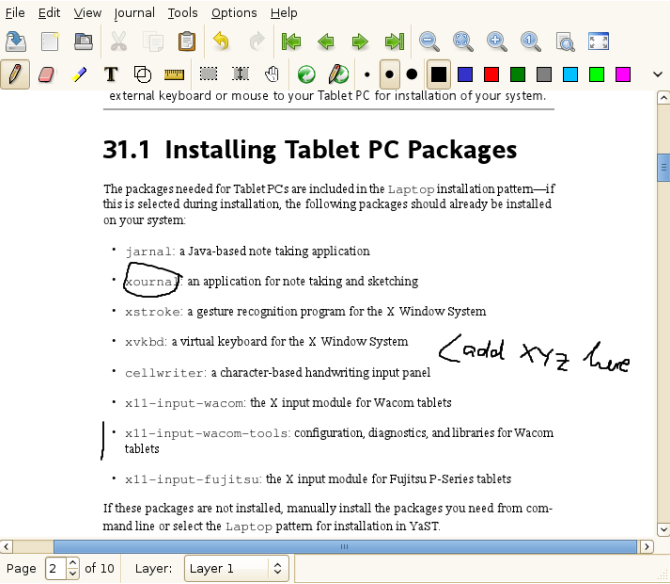 File Edit View Journal Tools Options Help
external keyboard or mouse to your Tablet PC for installation of your system.
31.1 Installing Tablet PC Packages
The packages needed for Tablet PCs are included in the Laptop installation pattern—if
this is selected during installation, the following packages should already be installed
on your system:
• jarnal: a Java-based note taking application
• xournal: an application for note taking and sketching
• xstroke: a gesture recognition program for the X Window System
• xvkbd: a virtual keyboard for the X Window System
<add XYZ here
• cellwriter: a character-based handwriting input panel
• x11-input-wacom: the X input module for Wacom tablets
• x11-input-wacom-tools: configuration, diagnostics, and libraries for Wacom
tablets
• x11-input-fujitsu: the X input module for Fujitsu P-Series tablets
If these packages are not installed, manually install the packages you need from com-
mand line or select the Laptop pattern for installation in YaST.
Page 2 of 10 Layer: Layer 1